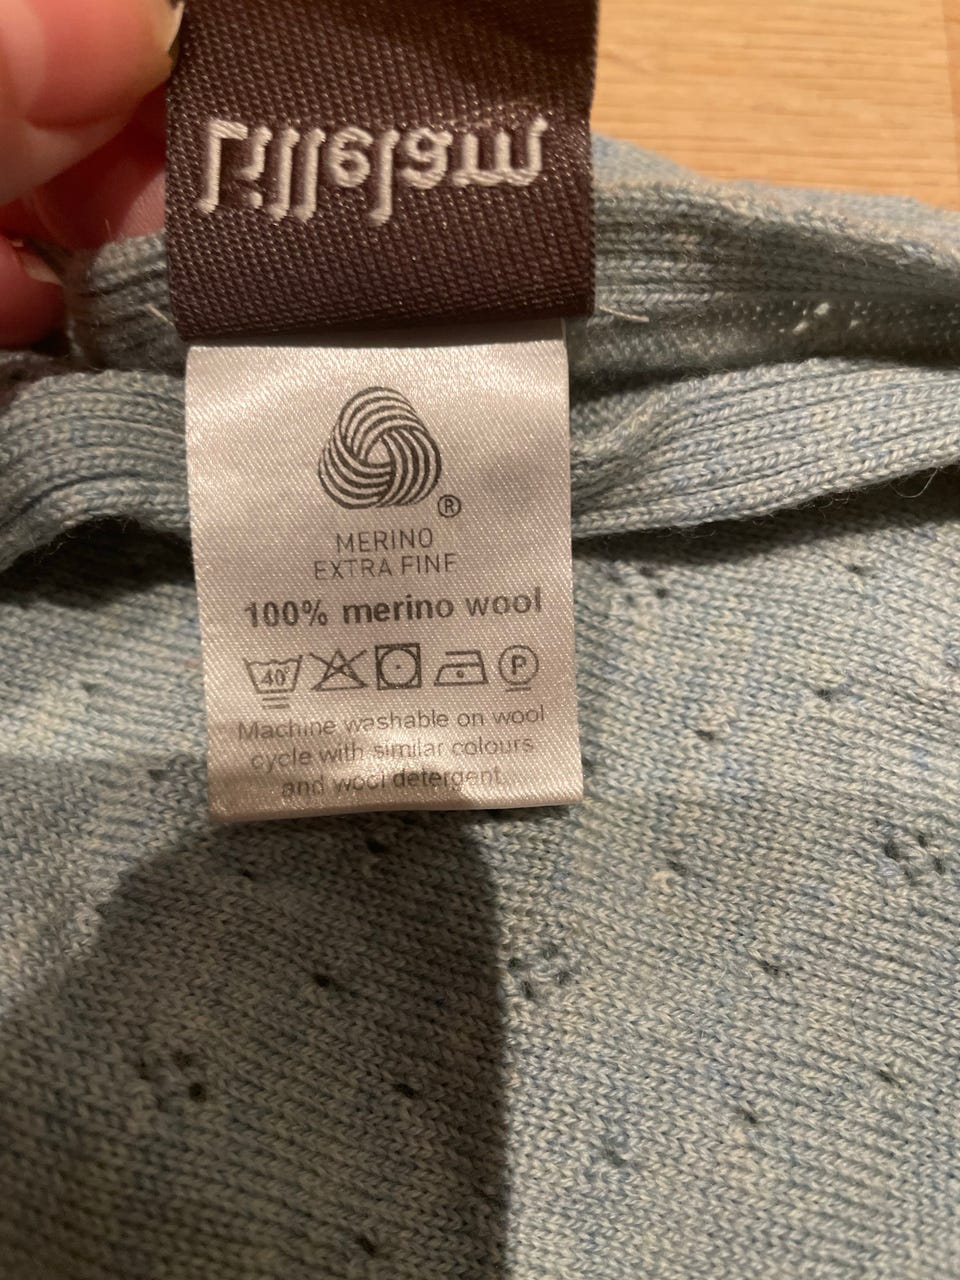 Lillelam
®
MERINO
EXTRA FINE
100% merino wool
40 P
Machine washable on wool
cycle with similar colours
and wool detergent.